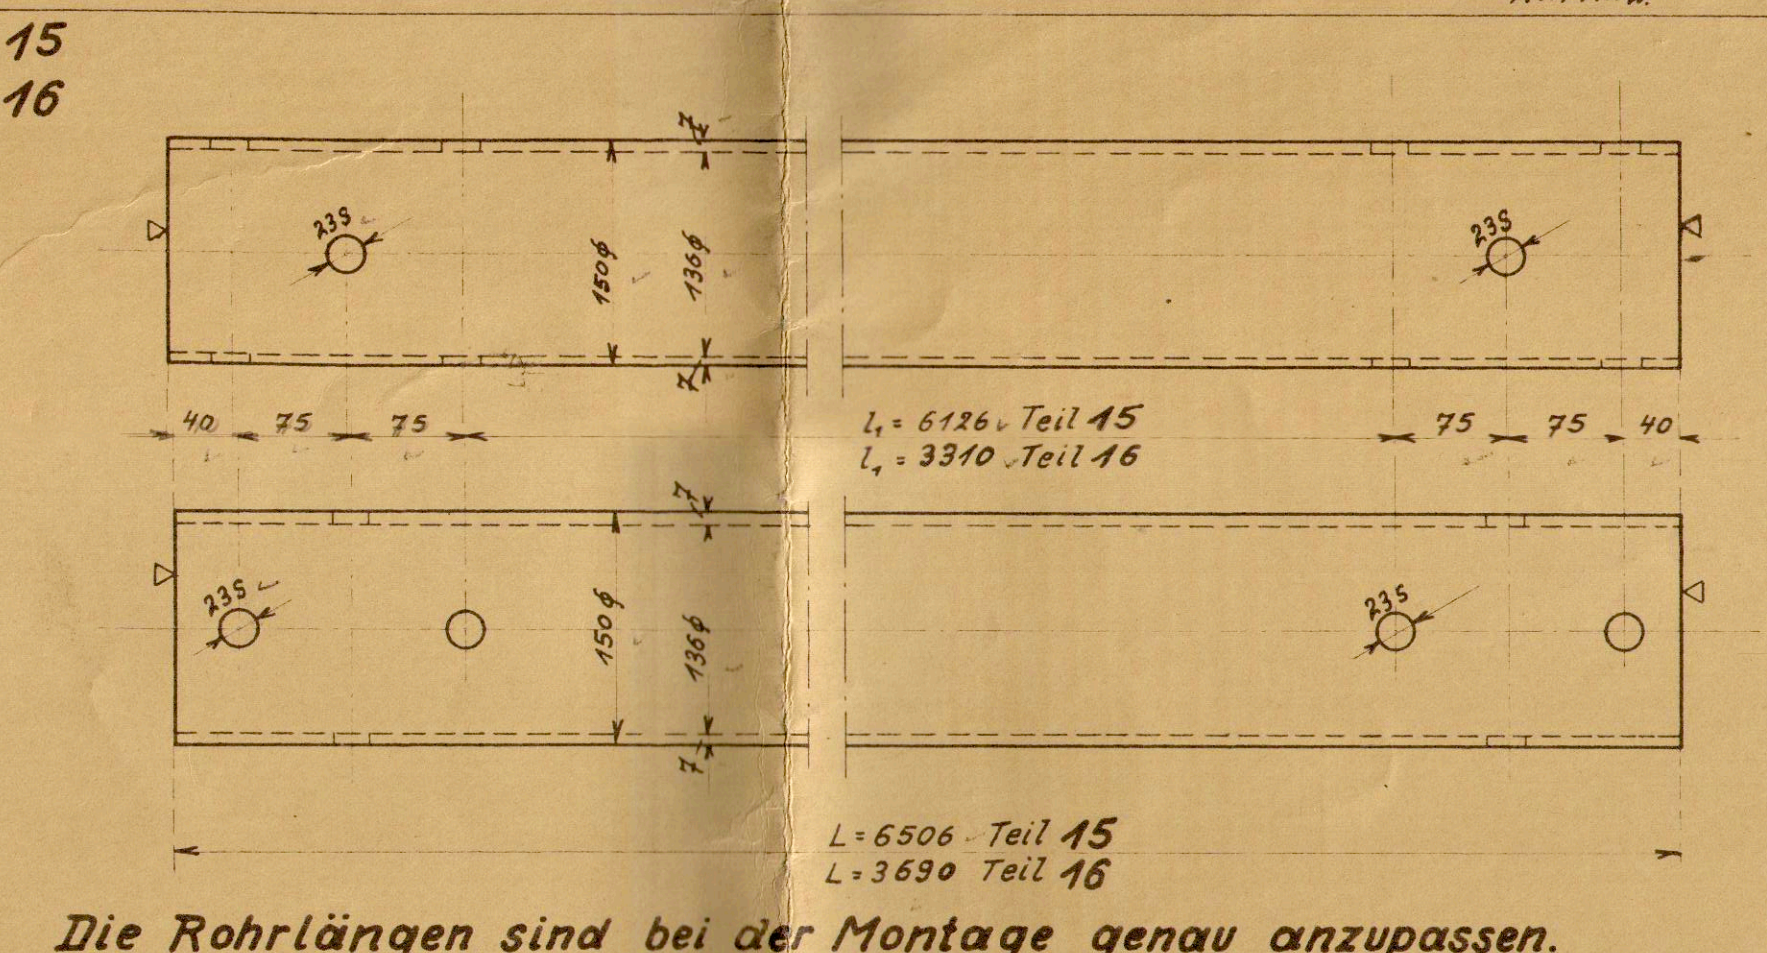 15
16
7
23S
150φ
136φ
23S
7
40 75 75
l₁ = 6126 Teil 15
75 75 40
l₁ = 3310 Teil 16
7
23S
150φ
136φ
23S
7
L = 6506 Teil 15
L = 3690 Teil 16
Die Rohrlängen sind bei der Montage genau anzupassen.